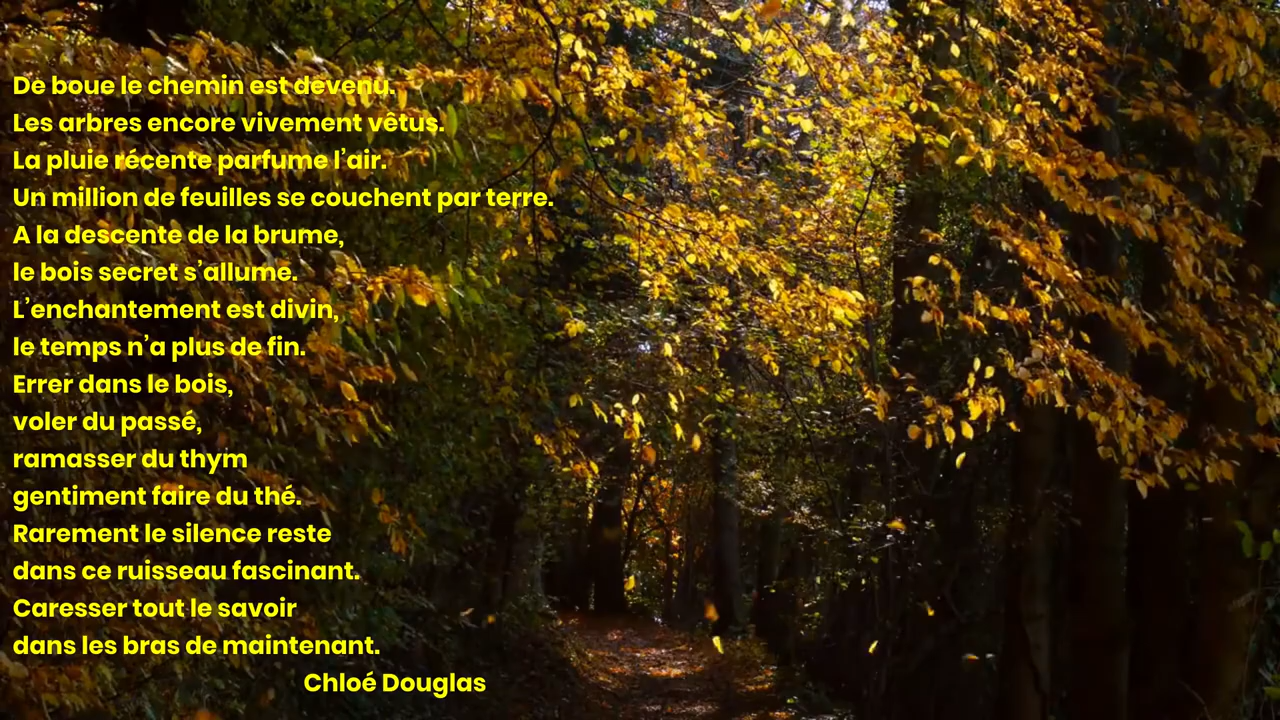 De boue le chemin est devenu.
Les arbres encore vivement vêtus.
La pluie récente parfume l'air.
Un million de feuilles se couchent par terre.
A la descente de la brume,
le bois secret s'allume.
L'enchantement est divin,
le temps n'a plus de fin.
Errer dans le bois,
voler du passé,
ramasser du thym
gentiment faire du thé.
Rarement le silence reste
dans ce ruisseau fascinant.
Caresser tout le savoir
dans les bras de maintenant.
Chloé Douglas